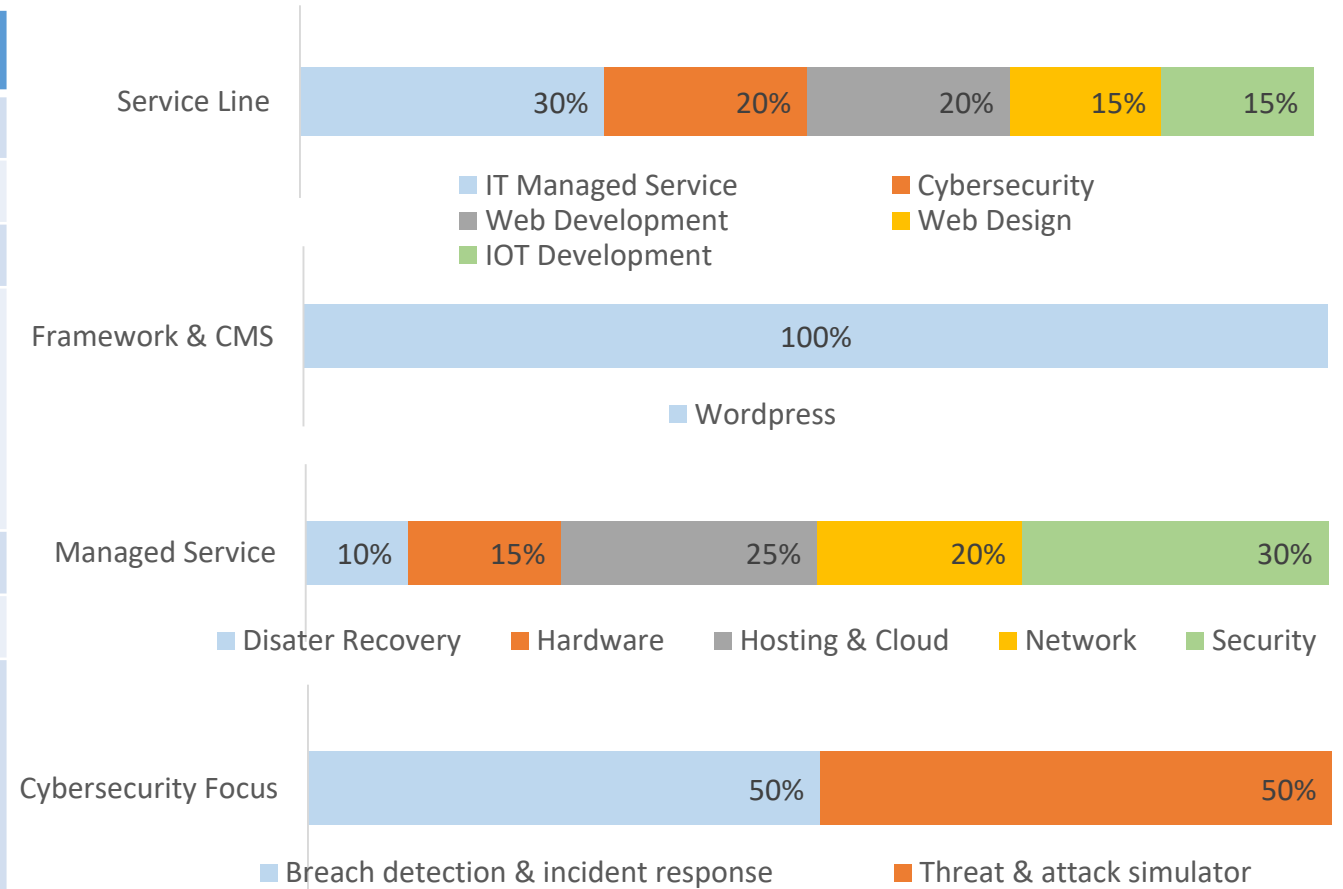 Service Line
30% 20% 20% 15% 15%
IT Managed Service Cybersecurity
Web Development Web Design
IOT Development
Framework & CMS
100%
Wordpress
Managed Service
10% 15% 25% 20% 30%
Disater Recovery Hardware Hosting & Cloud Network Security
Cybersecurity Focus
50% 50%
Breach detection & incident response Threat & attack simulator